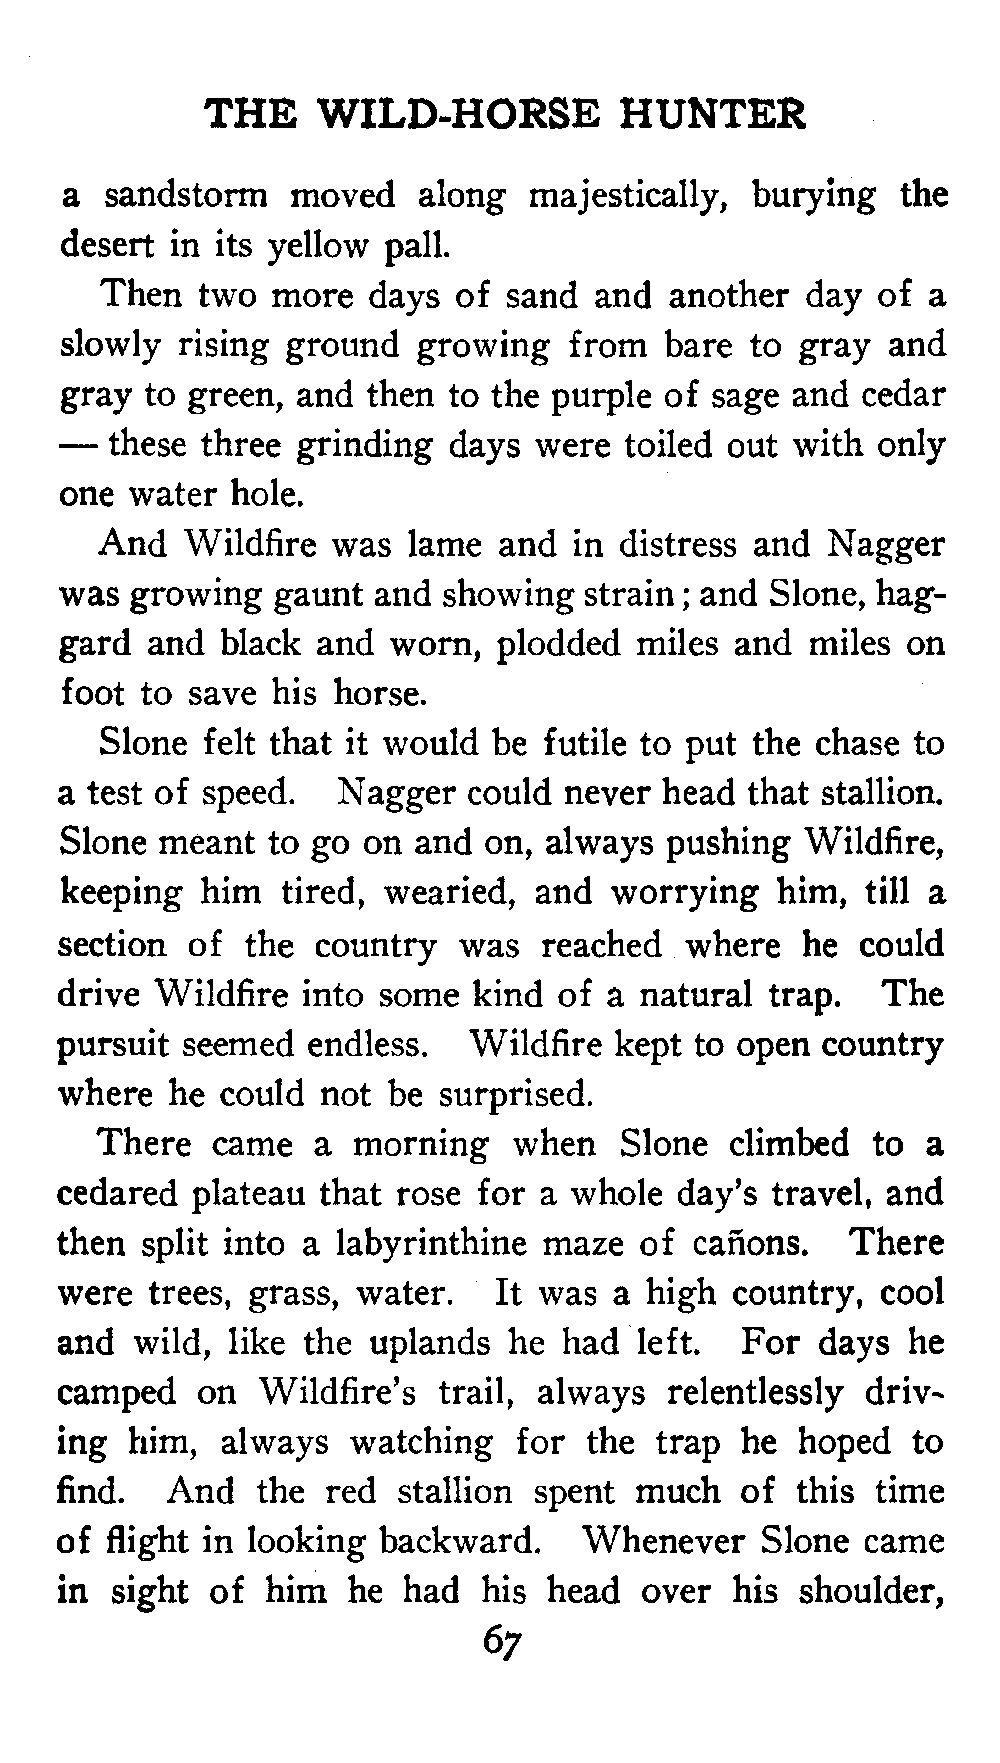 THE WILD-HORSE HUNTER
a sandstorm moved along majestically, burying the
desert in its yellow pall.
Then two more days of sand and another day of a
slowly rising ground growing from bare to gray and
gray to green, and then to the purple of sage and cedar
— these three grinding days were toiled out with only
one water hole.
And Wildfire was lame and in distress and Nagger
was growing gaunt and showing strain; and Slone, hag-
gard and black and worn, plodded miles and miles on
foot to save his horse.
Slone felt that it would be futile to put the chase to
a test of speed. Nagger could never head that stallion.
Slone meant to go on and on, always pushing Wildfire,
keeping him tired, wearied, and worrying him, till a
section of the country was reached where he could
drive Wildfire into some kind of a natural trap. The
pursuit seemed endless. Wildfire kept to open country
where he could not be surprised.
There came a morning when Slone climbed to a
cedared plateau that rose for a whole day's travel, and
then split into a labyrinthine maze of cañons. There
were trees, grass, water. It was a high country, cool
and wild, like the uplands he had left. For days he
camped on Wildfire's trail, always relentlessly driv-
ing him, always watching for the trap he hoped to
find. And the red stallion spent much of this time
of flight in looking backward. Whenever Slone came
in sight of him he had his head over his shoulder,
67